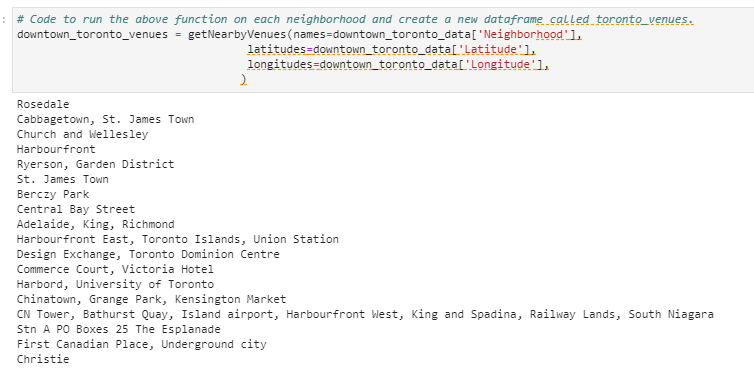 :
# Code to run the above function on each neighborhood and create a new dataframe called toronto_venues.
downtown_toronto_venues = getNearbyVenues(names=downtown_toronto_data['Neighborhood'],
latitudes=downtown_toronto_data['Latitude'],
longitudes=downtown_toronto_data['Longitude'],
)
Rosedale
Cabbagetown, St. James Town
Church and Wellesley
Harbourfront
Ryerson, Garden District
St. James Town
Berczy Park
Central Bay Street
Adelaide, King, Richmond
Harbourfront East, Toronto Islands, Union Station
Design Exchange, Toronto Dominion Centre
Commerce Court, Victoria Hotel
Harbord, University of Toronto
Chinatown, Grange Park, Kensington Market
CN Tower, Bathurst Quay, Island airport, Harbourfront West, King and Spadina, Railway Lands, South Niagara
Stn A PO Boxes 25 The Esplanade
First Canadian Place, Underground city
Christie